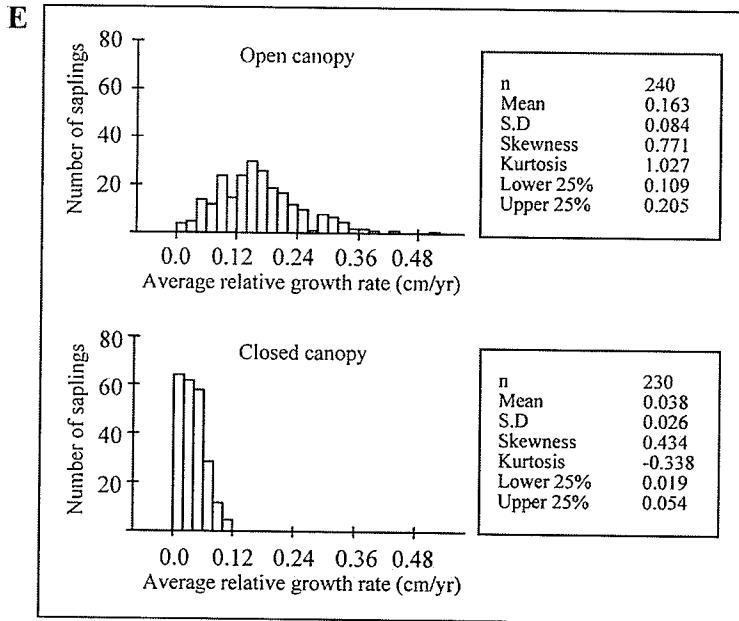 E
80
60
40
20
Number of saplings
Open canopy
0.0 0.12 0.24 0.36 0.48
Average relative growth rate (cm/yr)
n 240
Mean 0.163
S.D 0.084
Skewness 0.771
Kurtosis 1.027
Lower 25% 0.109
Upper 25% 0.205
80
60
40
20
Number of saplings
Closed canopy
0.0 0.12 0.24 0.36 0.48
Average relative growth rate (cm/yr)
n 230
Mean 0.038
S.D 0.026
Skewness 0.434
Kurtosis -0.338
Lower 25% 0.019
Upper 25% 0.054